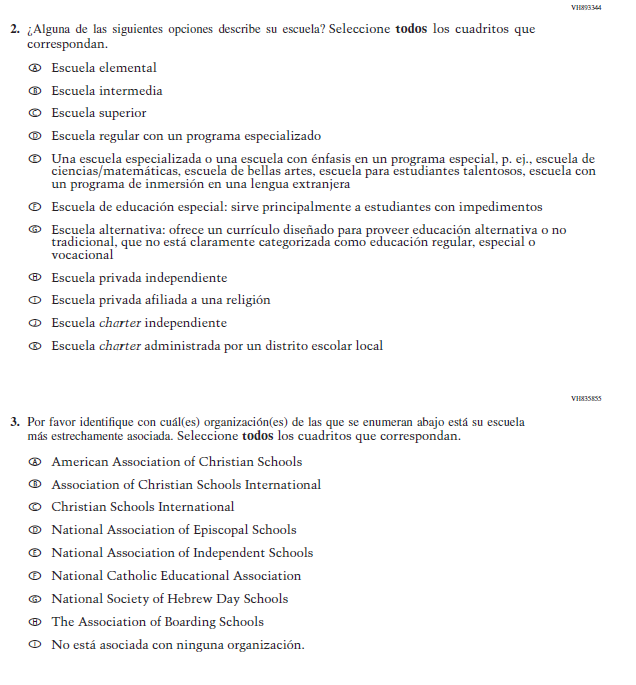 VH893344
2. ¿Alguna de las siguientes opciones describe su escuela? Seleccione todos los cuadritos que
correspondan.
A Escuela elemental
B Escuela intermedia
C Escuela superior
D Escuela regular con un programa especializado
E Una escuela especializada o una escuela con énfasis en un programa especial, p. ej., escuela de
ciencias/matemáticas, escuela de bellas artes, escuela para estudiantes talentosos, escuela con
un programa de inmersión en una lengua extranjera
F Escuela de educación especial: sirve principalmente a estudiantes con impedimentos
G Escuela alternativa: ofrece un currículo diseñado para proveer educación alternativa o no
tradicional, que no está claramente categorizada como educación regular, especial o
vocacional
H Escuela privada independiente
I Escuela privada afiliada a una religión
J Escuela charter independiente
K Escuela charter administrada por un distrito escolar local
VH835855
3. Por favor identifique con cuál(es) organización(es) de las que se enumeran abajo está su escuela
más estrechamente asociada. Seleccione todos los cuadritos que correspondan.
A American Association of Christian Schools
B Association of Christian Schools International
C Christian Schools International
D National Association of Episcopal Schools
E National Association of Independent Schools
F National Catholic Educational Association
G National Society of Hebrew Day Schools
H The Association of Boarding Schools
I No está asociada con ninguna organización.